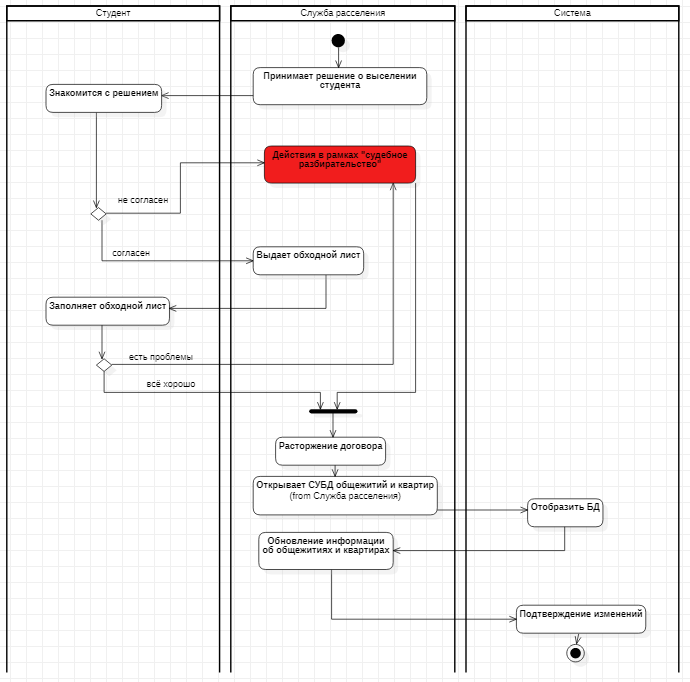 Студент
Служба расселения
Система
Принимает решение о выселении
студента
Знакомится с решением
Действия в рамках "судебное
разбирательство"
не согласен
согласен
Выдает обходной лист
Заполняет обходной лист
есть проблемы
всё хорошо
Расторжение договора
Открывает СУБД общежитий и квартир
(from Служба расселения)
Отобразить БД
Обновление информации
об общежитиях и квартирах
Подтверждение изменений